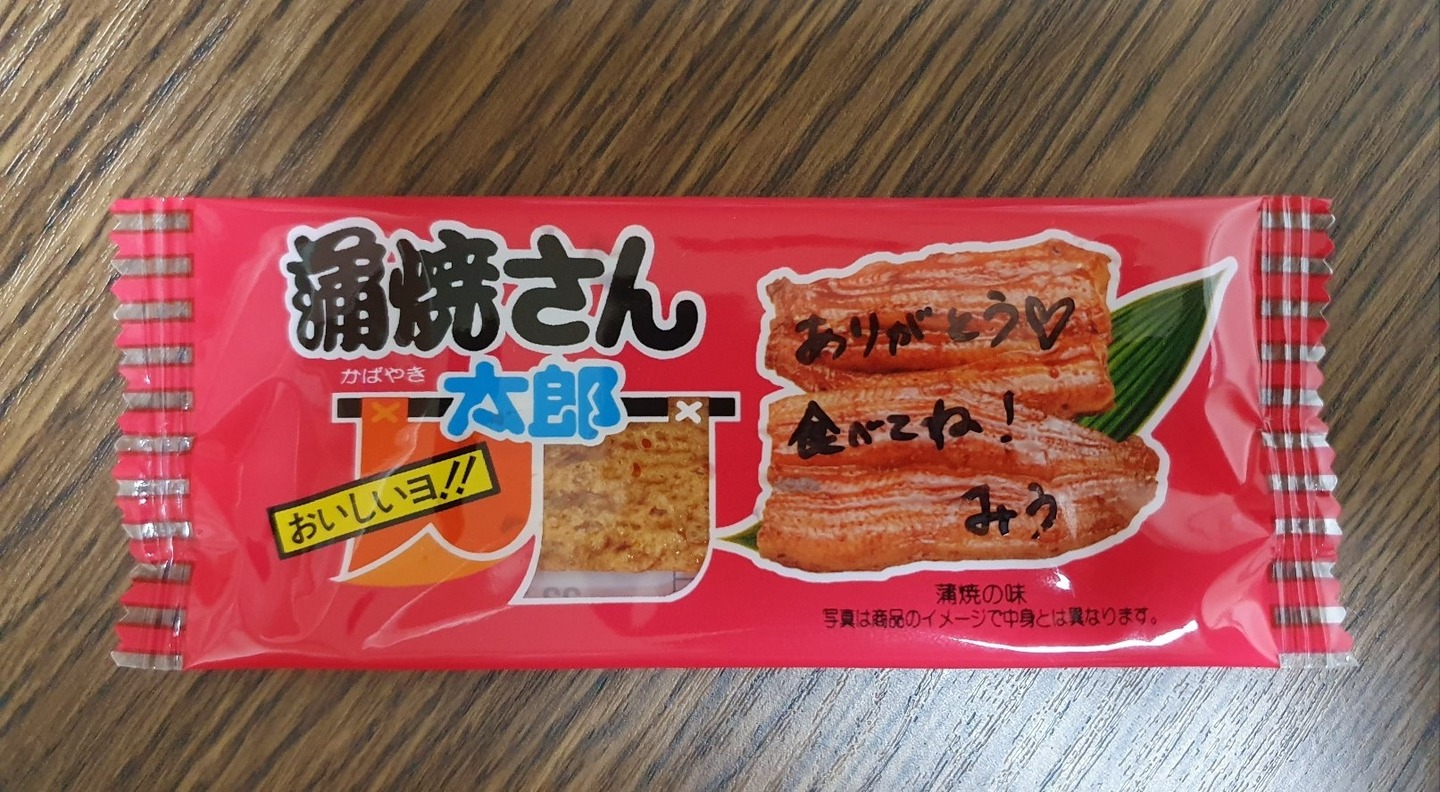 蒲焼さん
かばやき
太郎
おいしいヨ!!
ありがとう♡
食べてね!
みう
蒲焼の味
写真は商品のイメージで中身とは異なります。